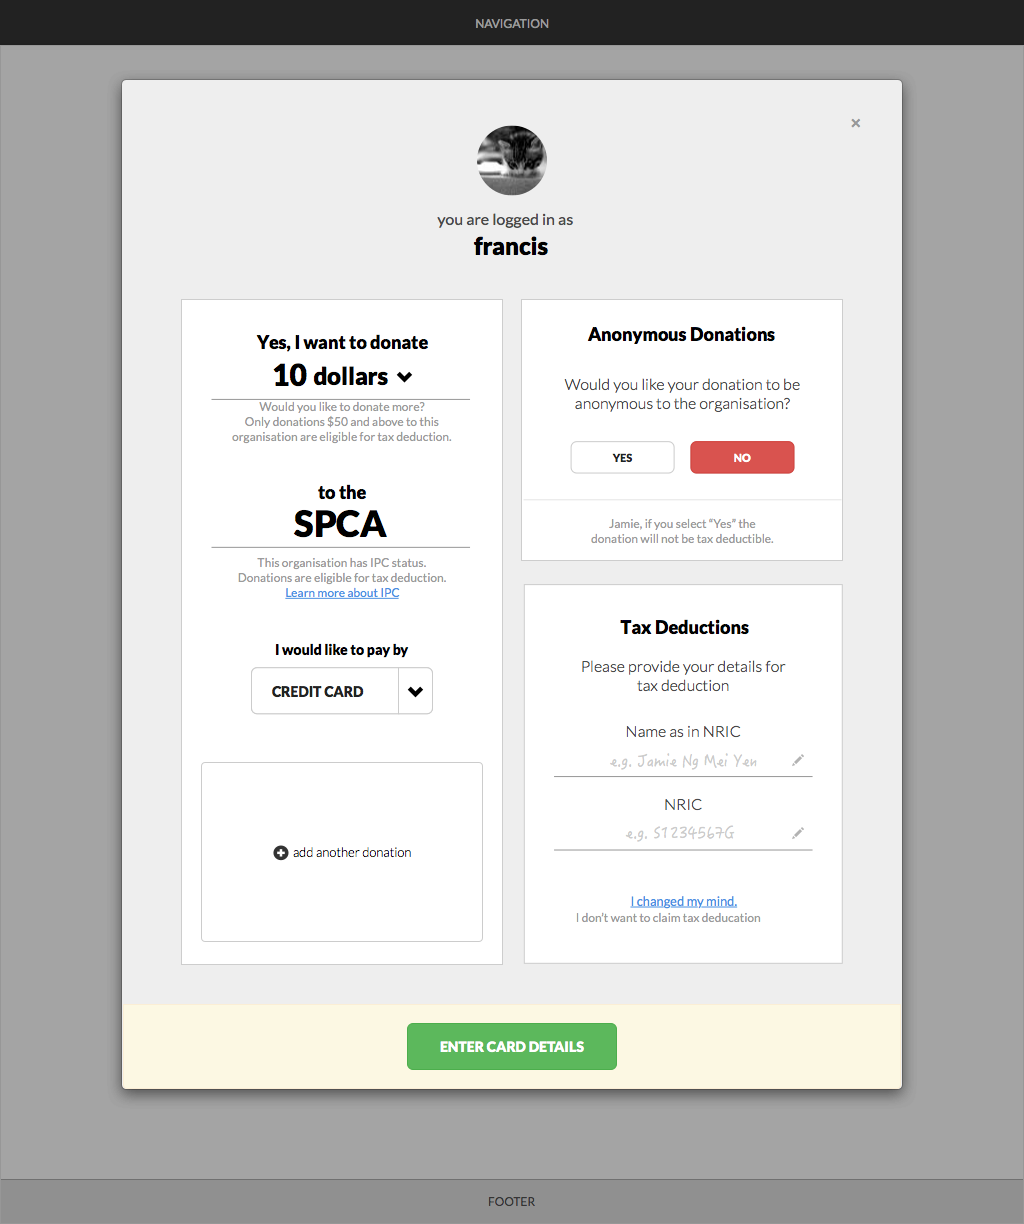 NAVIGATION
×
you are logged in as
francis
Yes, I want to donate
10 dollars
Would you like to donate more?
Only donations $50 and above to this
organisation are eligible for tax deduction.
to the
SPCA
This organisation has IPC status.
Donations are eligible for tax deduction.
Learn more about IPC
I would like to pay by
CREDIT CARD
add another donation
Anonymous Donations
Would you like your donation to be
anonymous to the organisation?
YES NO
Jamie, if you select “Yes” the
donation will not be tax deductible.
Tax Deductions
Please provide your details for
tax deduction
Name as in NRIC
e.g. Jamie Ng Mei Yen
NRIC
e.g. S1234567G
I changed my mind.
I don't want to claim tax deducation
ENTER CARD DETAILS
FOOTER